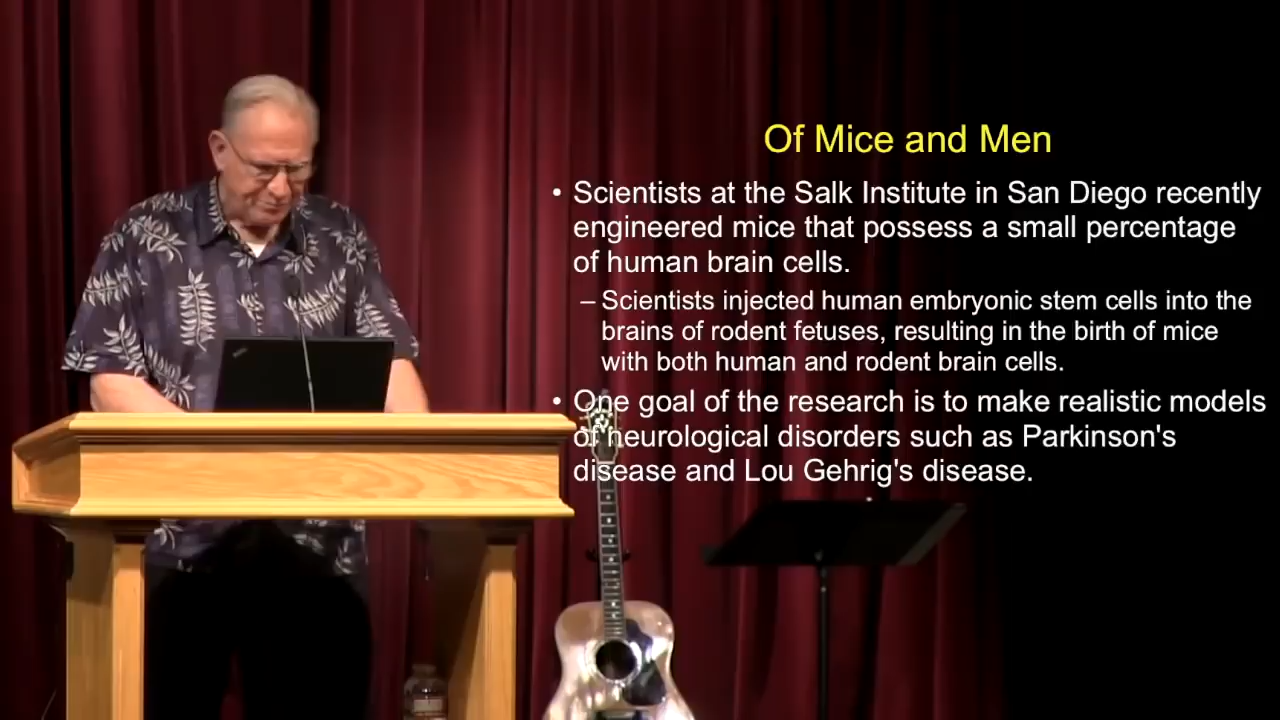 Of Mice and Men
• Scientists at the Salk Institute in San Diego recently
engineered mice that possess a small percentage
of human brain cells.
– Scientists injected human embryonic stem cells into the
brains of rodent fetuses, resulting in the birth of mice
with both human and rodent brain cells.
• One goal of the research is to make realistic models
of neurological disorders such as Parkinson's
disease and Lou Gehrig's disease.